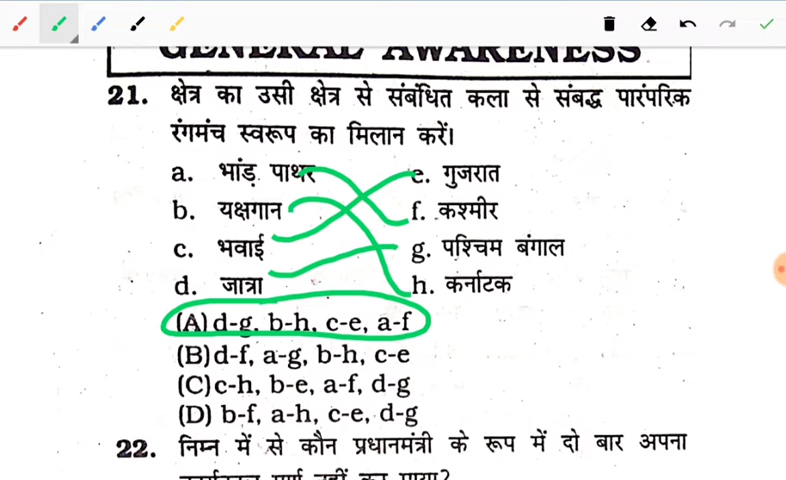 GENERAL AWARENESS
21. क्षेत्र का उसी क्षेत्र से संबंधित कला से संबद्ध पारंपरिक
रंगमंच स्वरूप का मिलान करें।
a. भांड़ पाथर e. गुजरात
b. यक्षगान f. कश्मीर
c. भवाई g. पश्चिम बंगाल
d. जात्रा h. कर्नाटक
(A) d-g, b-h, c-e, a-f
(B) d-f, a-g, b-h, c-e
(C) c-h, b-e, a-f, d-g
(D) b-f, a-h, c-e, d-g
22. निम्न में से कौन प्रधानमंत्री के रूप में दो बार अपना